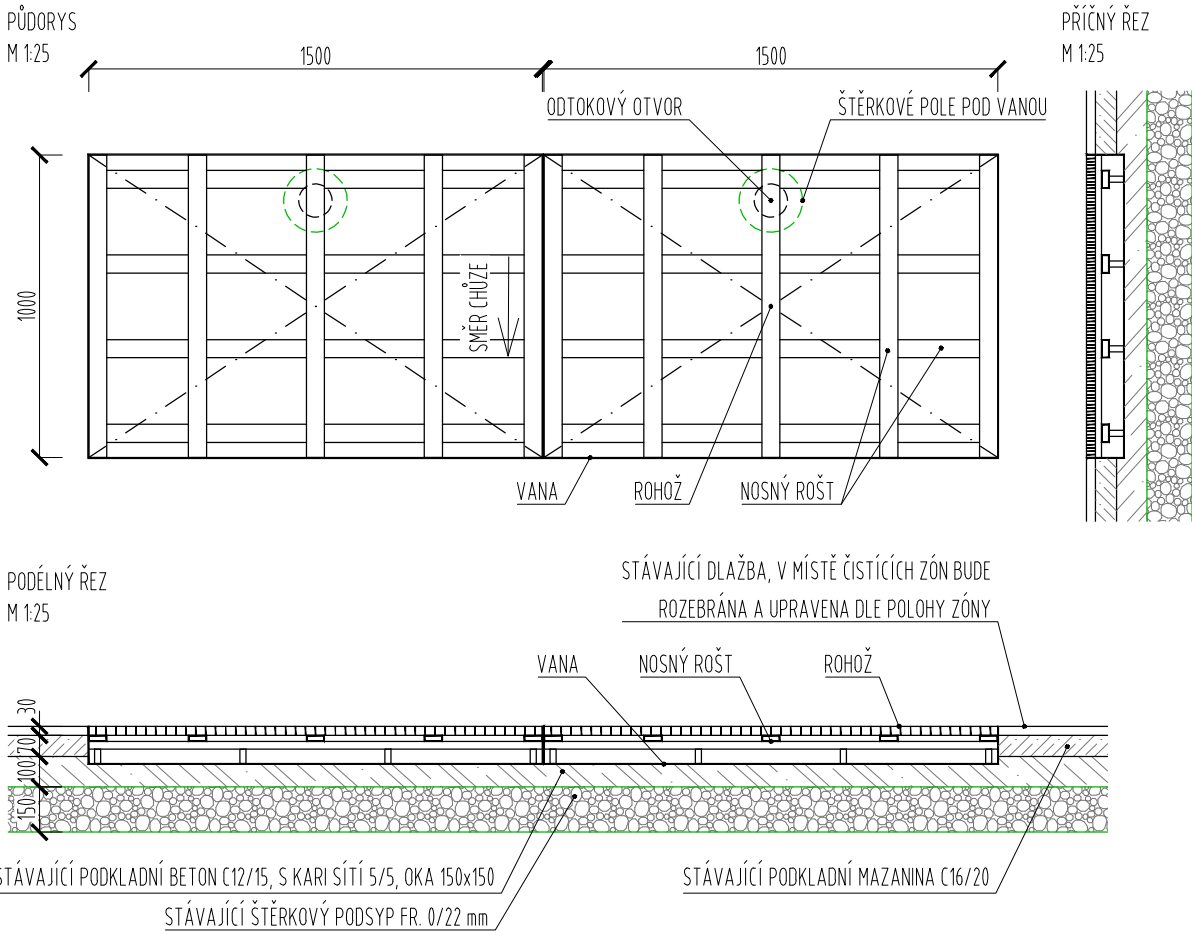 PŮDORYS
M 1:25
PŘÍČNÝ ŘEZ
M 1:25
1500
1500
ODTOKOVÝ OTVOR
ŠTĚRKOVÉ POLE POD VANOU
1000
SMĚR CHŮZE
VANA
ROHOŽ
NOSNÝ ROŠT
PODÉLNÝ ŘEZ
M 1:25
STÁVAJÍCÍ DLAŽBA, V MÍSTĚ ČISTÍCÍCH ZÓN BUDE
ROZEBRÁNA A UPRAVENA DLE POLOHY ZÓNY
VANA
NOSNÝ ROŠT
ROHOŽ
30
70
100
150
STÁVAJÍCÍ PODKLADNÍ BETON C12/15, S KARI SÍTÍ 5/5, OKA 150x150
STÁVAJÍCÍ PODKLADNÍ MAZANINA C16/20
STÁVAJÍCÍ ŠTĚRKOVÝ PODSYP FR. 0/22 mm